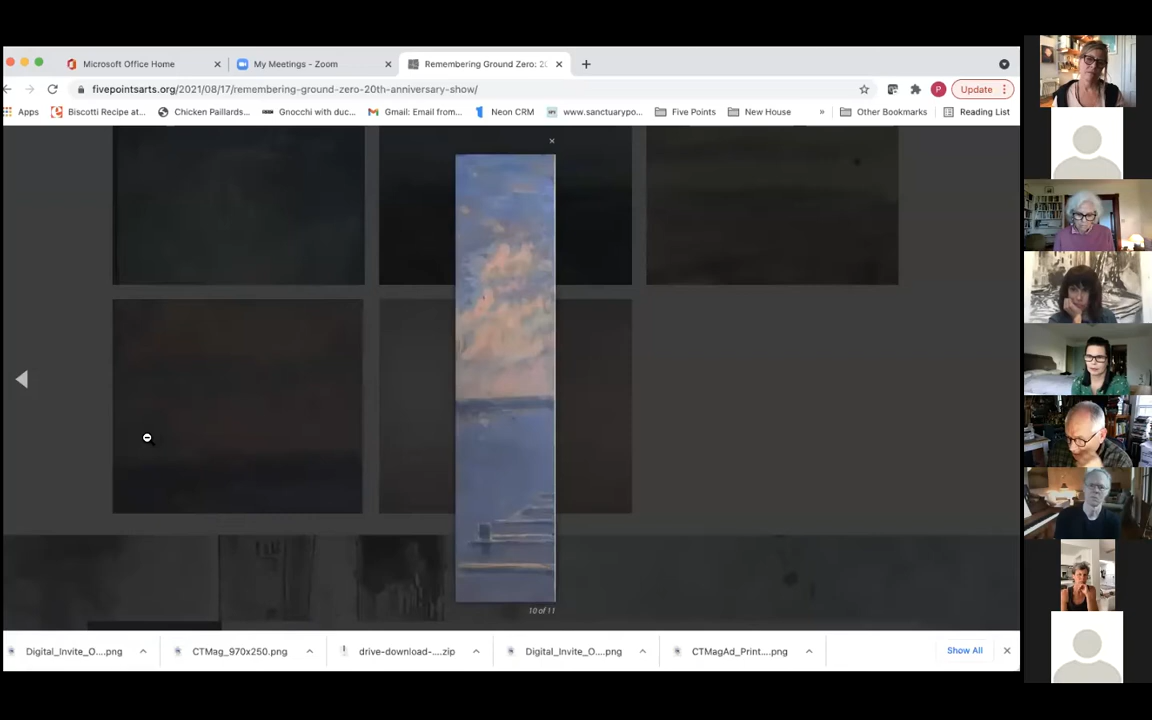 Microsoft Office Home
My Meetings - Zoom
Remembering Ground Zero: 20
Update
fivepointsarts.org/2021/08/17/remembering-ground-zero-20th-anniversary-show/
Apps
Biscotti Recipe at...
Chicken Paillards...
Gnocchi with duc...
Gmail: Email from...
Neon CRM
www.sanctuarypo...
Five Points
New House
»
Other Bookmarks
Reading List
10 of 11
Digital_Invite_O....png
CTMag_970x250.png
drive-download-....zip
Digital_Invite_O....png
CTMagAd_Print....png
Show All